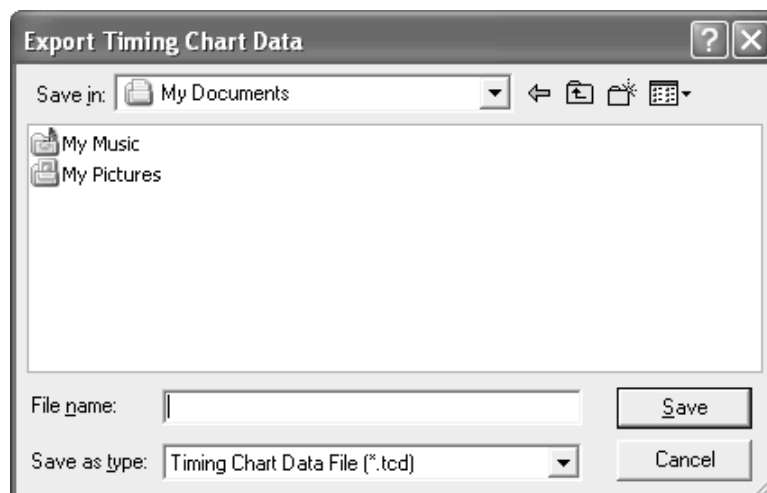 Export Timing Chart Data
Save in: My Documents
My Music
My Pictures
File name: Save
Save as type: Timing Chart Data File (*.tcd) Cancel